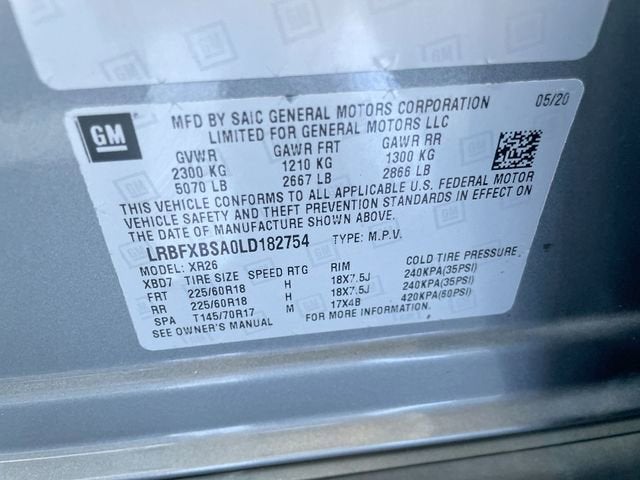 GM
MFD BY SAIC GENERAL MOTORS CORPORATION 05/20
LIMITED FOR GENERAL MOTORS LLC
GVWR GAWR FRT GAWR RR
2300 KG 1210 KG 1300 KG
5070 LB 2667 LB 2866 LB
THIS VEHICLE CONFORMS TO ALL APPLICABLE U.S. FEDERAL MOTOR
VEHICLE SAFETY AND THEFT PREVENTION STANDARDS IN EFFECT ON
THE DATE OF MANUFACTURE SHOWN ABOVE.
LRBFXBSA0LD182754 TYPE: M.P.V.
MODEL: XR26
XBD7 TIRE SIZE SPEED RTG RIM COLD TIRE PRESSURE
FRT 225/60R18 H 18X7.5J 240KPA(35PSI)
RR 225/60R18 H 18X7.5J 240KPA(35PSI)
SPA T145/70R17 M 17X4B 420KPA(60PSI)
SEE OWNER'S MANUAL FOR MORE INFORMATION.